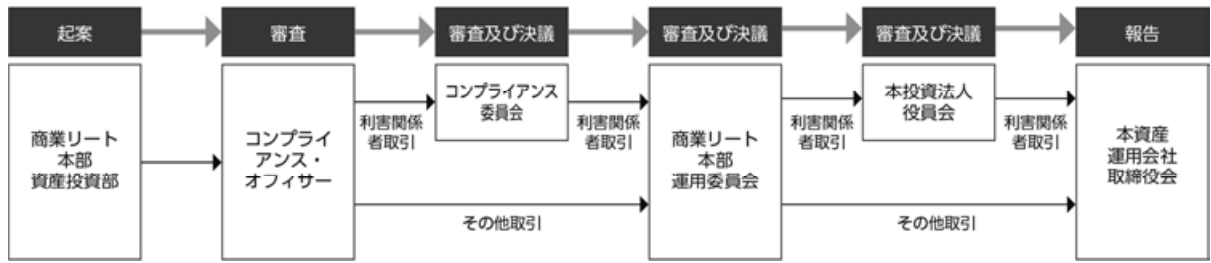 起案
審査
審査及び決議
審査及び決議
審査及び決議
報告
商業リート
本部
資産投資部
コンプライ
アンス・
オフィサー
利害関係
者取引
コンプライアンス
委員会
利害関係
者取引
その他取引
商業リート
本部
運用委員会
利害関係
者取引
本投資法人
役員会
利害関係
者取引
その他取引
本資産
運用会社
取締役会